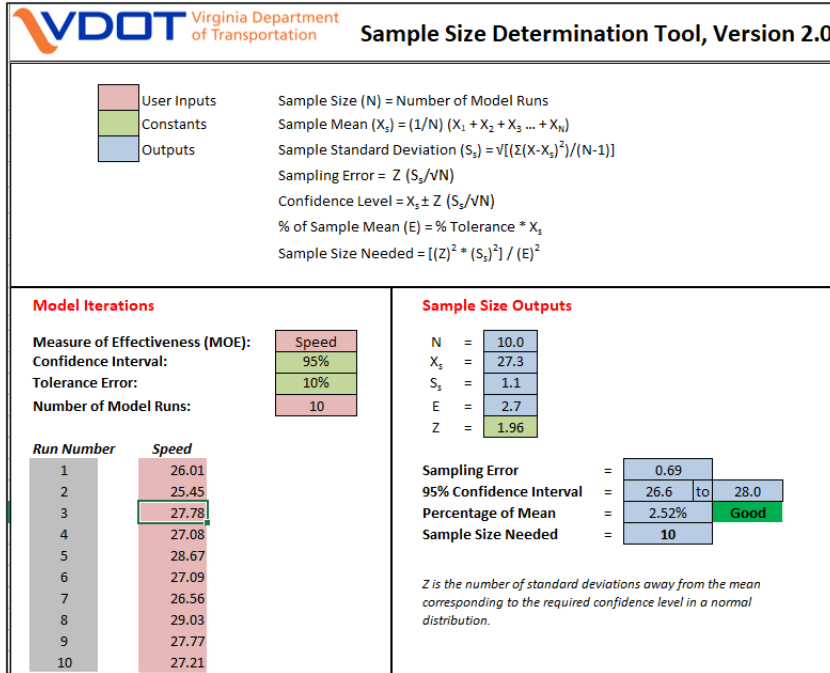 VDOT Virginia Department of Transportation
Sample Size Determination Tool, Version 2.0
User Inputs
Constants
Outputs
Sample Size (N) = Number of Model Runs
Sample Mean (Xₛ) = (1/N) (X₁ + X₂ + X₃ ... + X_N)
Sample Standard Deviation (Sₛ) = √[(Σ(X-Xₛ)²)/(N-1)]
Sampling Error = Z (Sₛ/√N)
Confidence Level = Xₛ ± Z (Sₛ/√N)
% of Sample Mean (E) = % Tolerance * Xₛ
Sample Size Needed = [(Z)² * (Sₛ)²] / (E)²
Model Iterations
Measure of Effectiveness (MOE): Speed
Confidence Interval: 95%
Tolerance Error: 10%
Number of Model Runs: 10
Run Number Speed
1 26.01
2 25.45
3 27.78
4 27.08
5 28.67
6 27.09
7 26.56
8 29.03
9 27.77
10 27.21
Sample Size Outputs
N = 10.0
Xₛ = 27.3
Sₛ = 1.1
E = 2.7
Z = 1.96
Sampling Error = 0.69
95% Confidence Interval = 26.6 to 28.0
Percentage of Mean = 2.52% Good
Sample Size Needed = 10
Z is the number of standard deviations away from the mean
corresponding to the required confidence level in a normal
distribution.